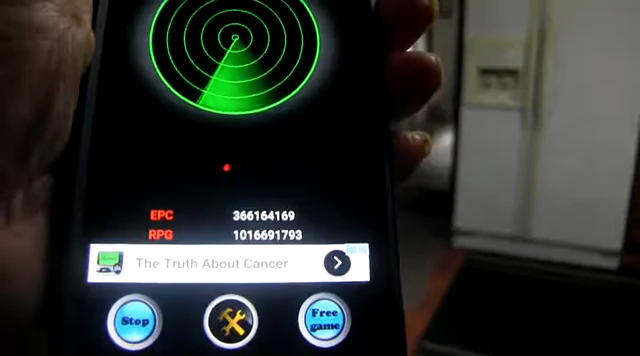 EPC 366164169
RPG 1016691793
The Truth About Cancer
Stop
Free
game